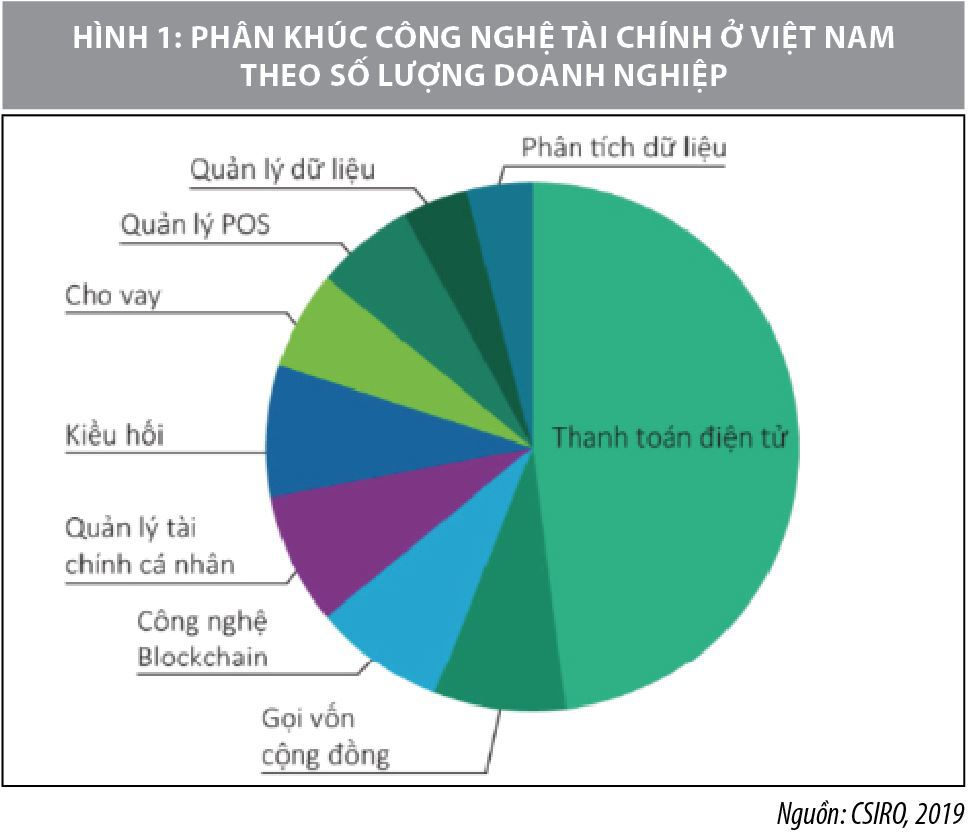 HÌNH 1: PHÂN KHÚC CÔNG NGHỆ TÀI CHÍNH Ở VIỆT NAM
THEO SỐ LƯỢNG DOANH NGHIỆP
Phân tích dữ liệu
Quản lý dữ liệu
Quản lý POS
Cho vay
Kiều hối
Thanh toán điện tử
Quản lý tài
chính cá nhân
Công nghệ
Blockchain
Gọi vốn
cộng đồng
Nguồn: CSIRO, 2019